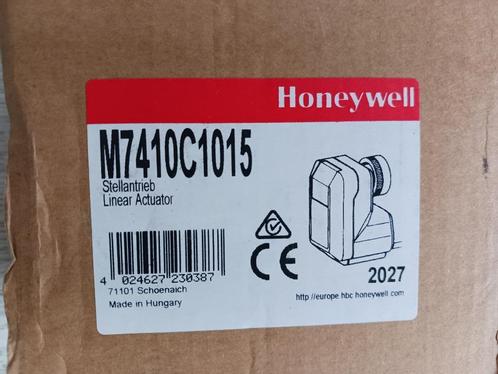 Honeywell
M7410C1015
Stellantrieb
Linear Actuator
4 024627 230387
71101 Schoenaich
Made in Hungary
CE
2027
http://europe.hbc.honeywell.com